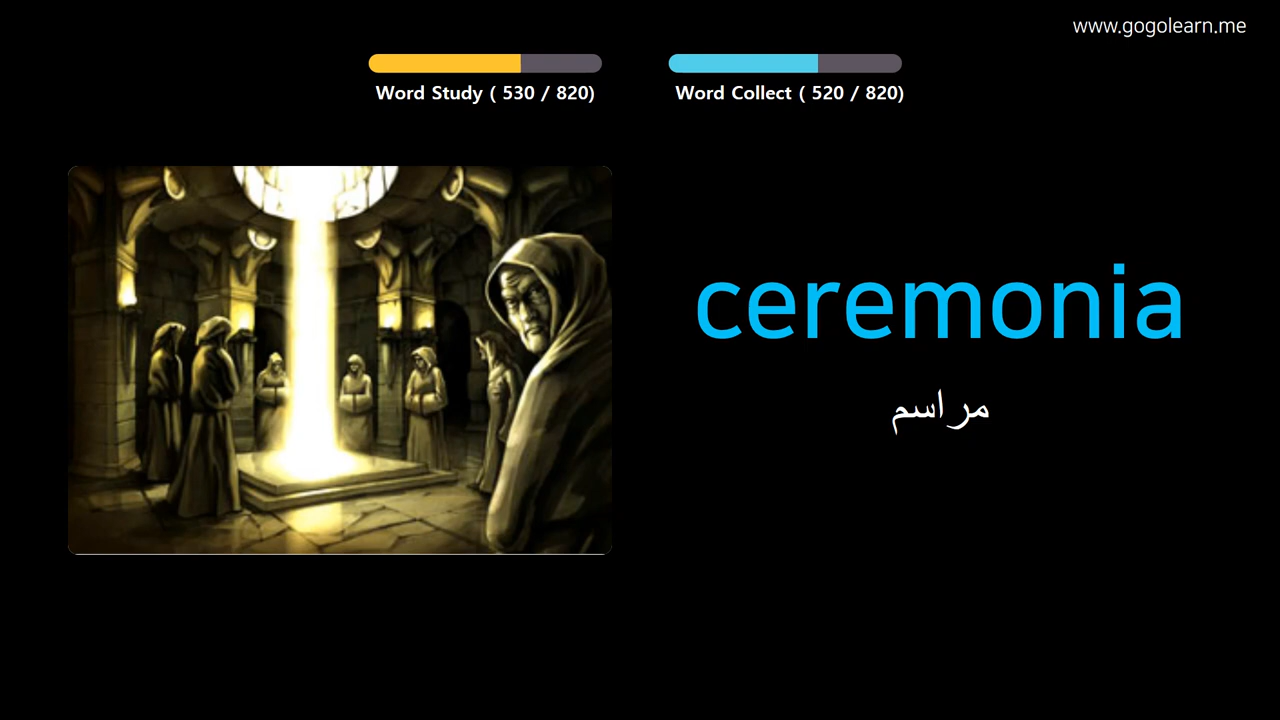 www.gogolearn.me
Word Study ( 530 / 820)
Word Collect ( 520 / 820)
ceremonia
مراسم